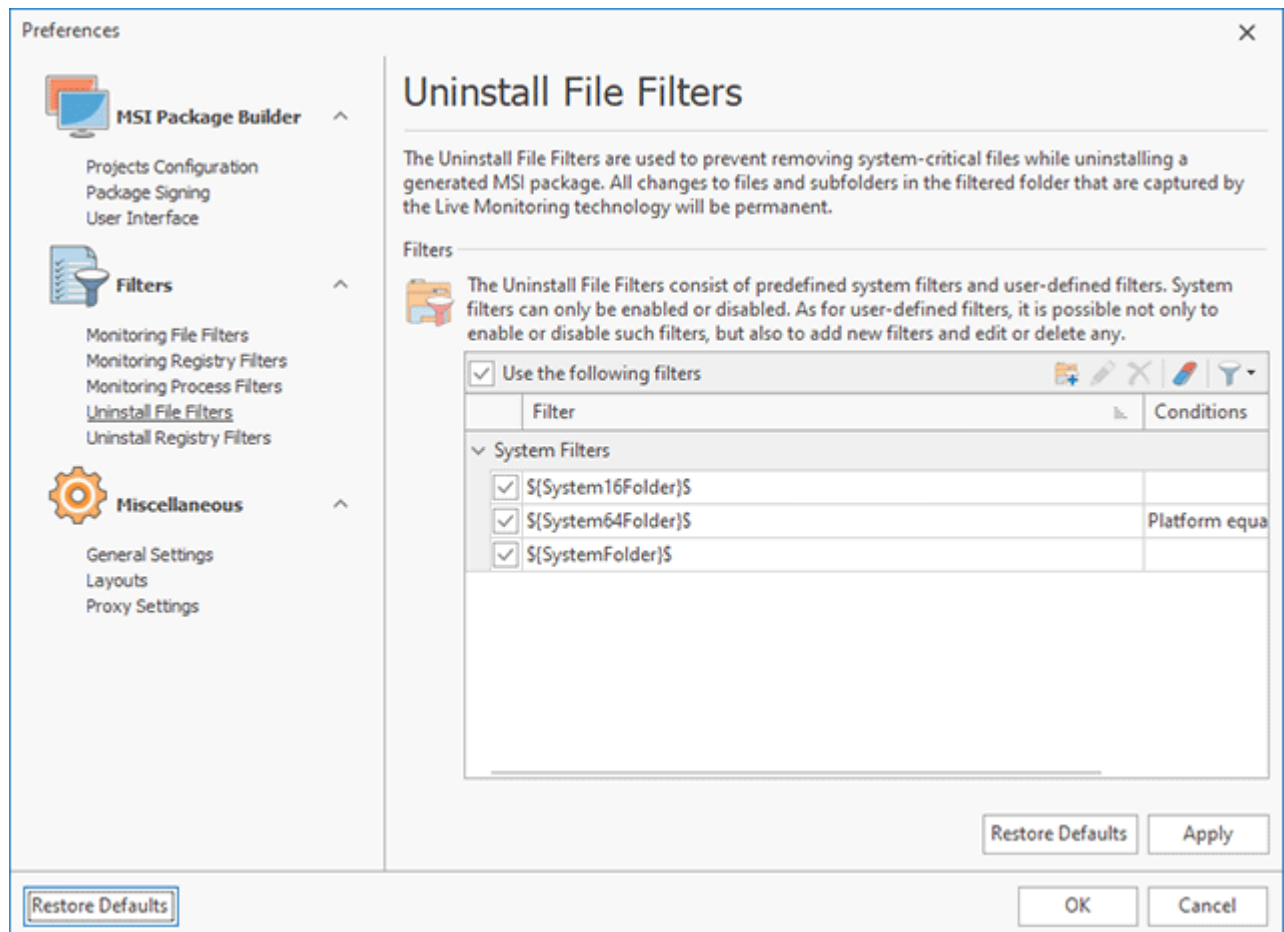 Preferences
MSI Package Builder
Projects Configuration
Package Signing
User Interface
Filters
Monitoring File Filters
Monitoring Registry Filters
Monitoring Process Filters
Uninstall File Filters
Uninstall Registry Filters
Miscellaneous
General Settings
Layouts
Proxy Settings
Uninstall File Filters
The Uninstall File Filters are used to prevent removing system-critical files while uninstalling a
generated MSI package. All changes to files and subfolders in the filtered folder that are captured by
the Live Monitoring technology will be permanent.
Filters
The Uninstall File Filters consist of predefined system filters and user-defined filters. System
filters can only be enabled or disabled. As for user-defined filters, it is possible not only to
enable or disable such filters, but also to add new filters and edit or delete any.
Use the following filters
Filter Conditions
System Filters
${System16Folder}$
${System64Folder}$ Platform equa
${SystemFolder}$
Restore Defaults Apply
Restore Defaults OK Cancel